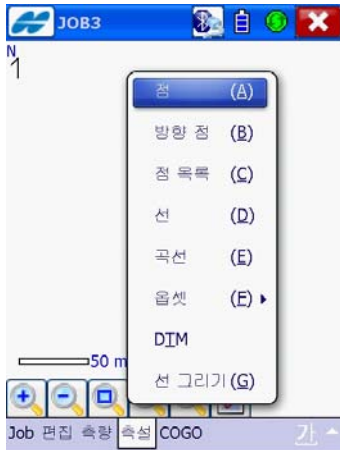 JOB3
N
1
점 (A)
방향 점 (B)
점 목록 (C)
선 (D)
곡선 (E)
옵셋 (F)
DTM
선 그리기 (G)
50 m
Job 편집 측량 측설 COGO 가